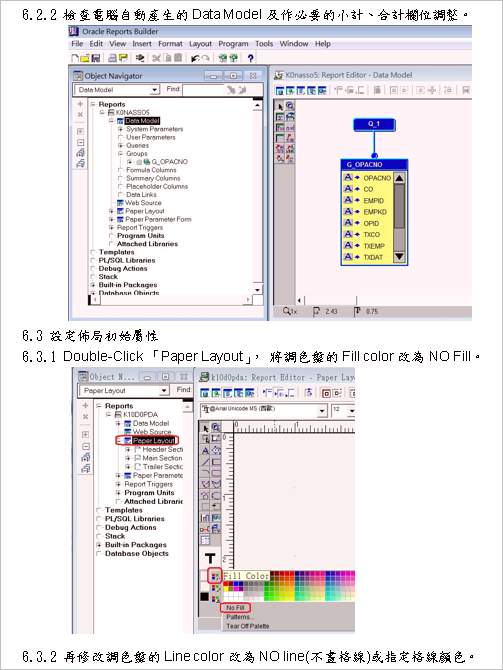 6.2.2 檢查電腦自動產生的 Data Model 及作必要的小計、合計欄位調整。
Oracle Reports Builder
File Edit View Insert Format Layout Program Tools Window Help
Object Navigator
K0nasso5: Report Editor - Data Model
Data Model
Find:
Reports
K0NASSO5
Data Model
System Parameters
User Parameters
Queries
Groups
G_OPACNO
Formula Columns
Summary Columns
Placeholder Columns
Data Links
Web Source
Paper Layout
Paper Parameter Form
Report Triggers
Program Units
Attached Libraries
Templates
PL/SQL Libraries
Debug Actions
Stack
Built-in Packages
Database Objects
Q_1
G_OPACNO
A OPACNO
A CO
A EMPID
A EMPKD
A OPID
A TXCO
A TXEMP
A TXDAT
1x
2.43
0.75
6.3 設定佈局初始屬性
6.3.1 Double-Click 「Paper Layout」, 將調色盤的 Fill color 改為 NO Fill。
Object N...
k10d0pda: Report Editor - Paper Layo
Paper Layout
Find:
@Arial Unicode MS (西歐)
12
Reports
K10D0PDA
Data Model
Web Source
Paper Layout
Header Sectio
Main Section
Trailer Sectio
Paper Paramete
Report Triggers
Program Units
Attached Librarie
Templates
PL/SQL Libraries
Debug Actions
Stack
Built-in Packages
Database Objects
0
1
0
1
2
T
Fill Color
No Fill
Patterns...
Tear Off Palette
6.3.2 再修改調色盤的 Line color 改為 NO line(不畫格線)或指定格線顏色。